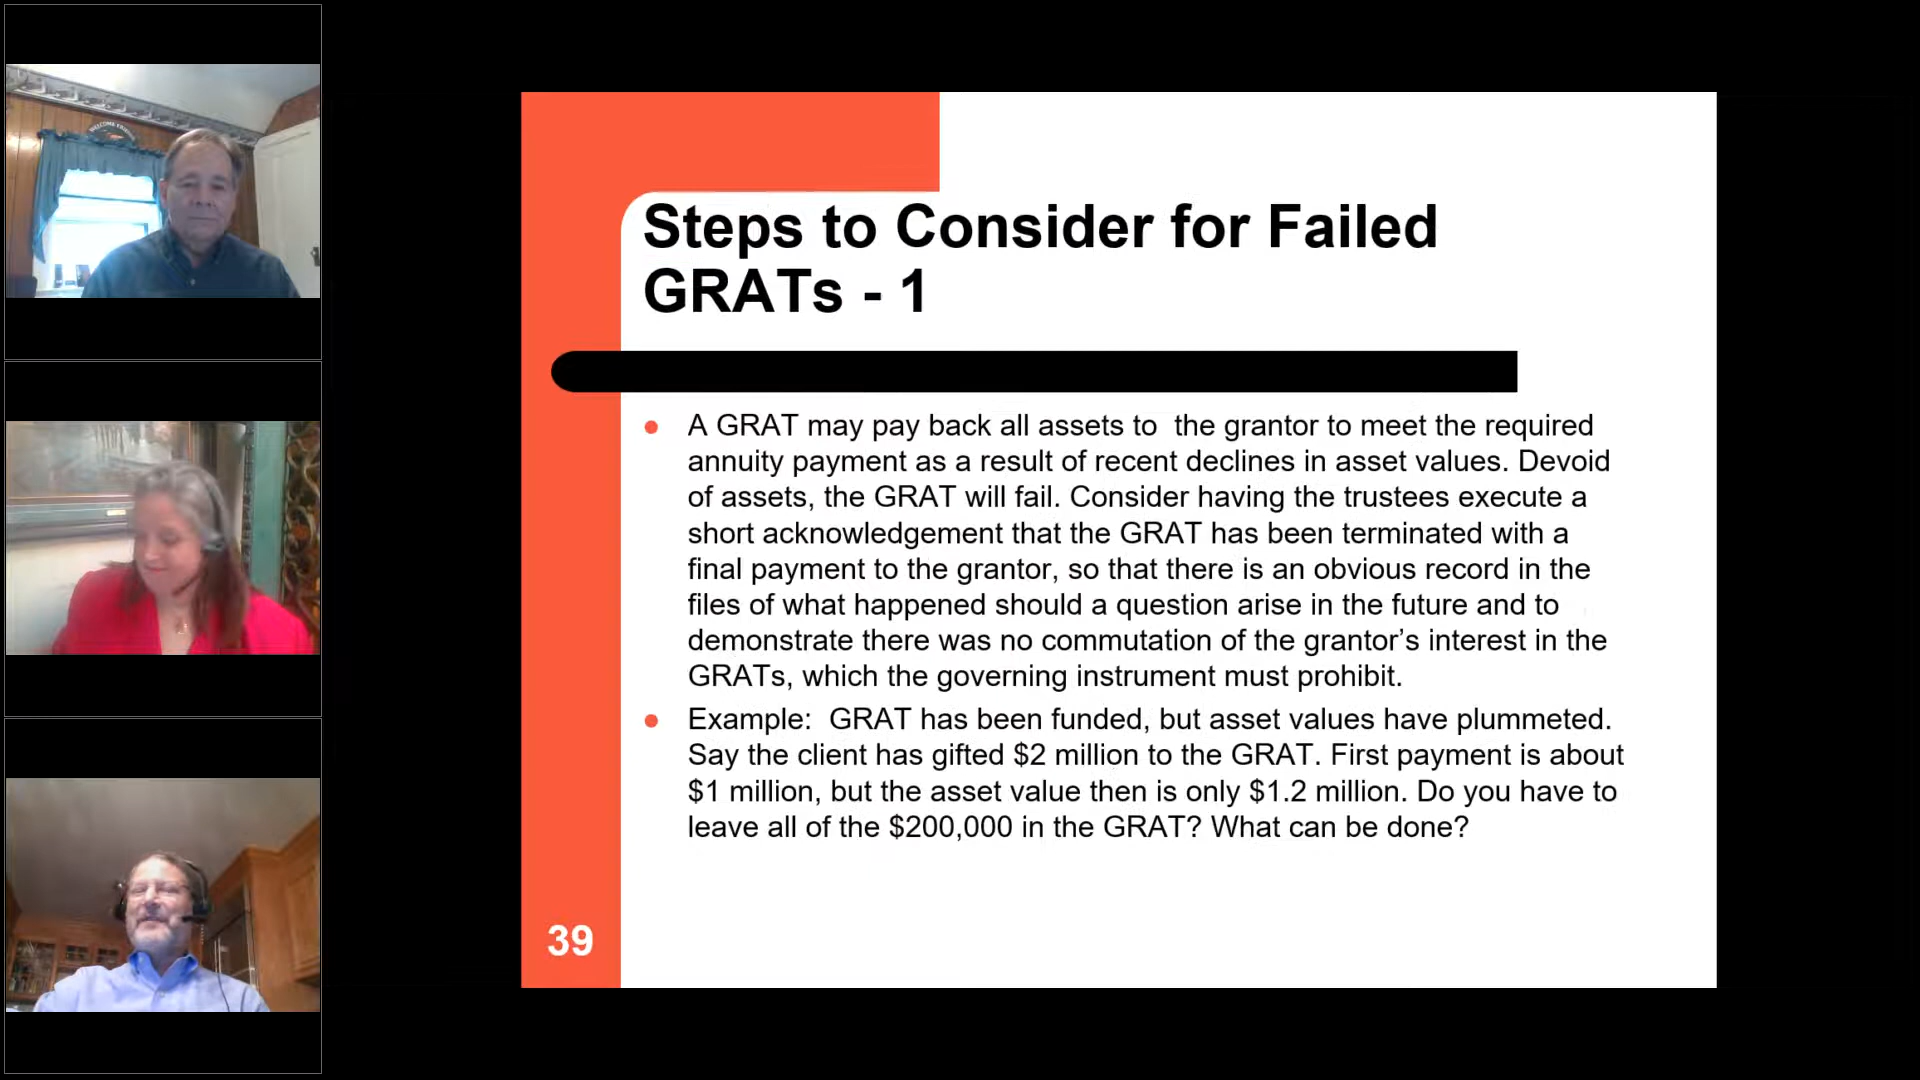 WELCOME FRIENDS
Steps to Consider for Failed
GRATs - 1
A GRAT may pay back all assets to  the grantor to meet the required
annuity payment as a result of recent declines in asset values. Devoid
of assets, the GRAT will fail. Consider having the trustees execute a
short acknowledgement that the GRAT has been terminated with a
final payment to the grantor, so that there is an obvious record in the
files of what happened should a question arise in the future and to
demonstrate there was no commutation of the grantor's interest in the
GRATs, which the governing instrument must prohibit.
Example:  GRAT has been funded, but asset values have plummeted.
Say the client has gifted $2 million to the GRAT. First payment is about
$1 million, but the asset value then is only $1.2 million. Do you have to
leave all of the $200,000 in the GRAT? What can be done?
39